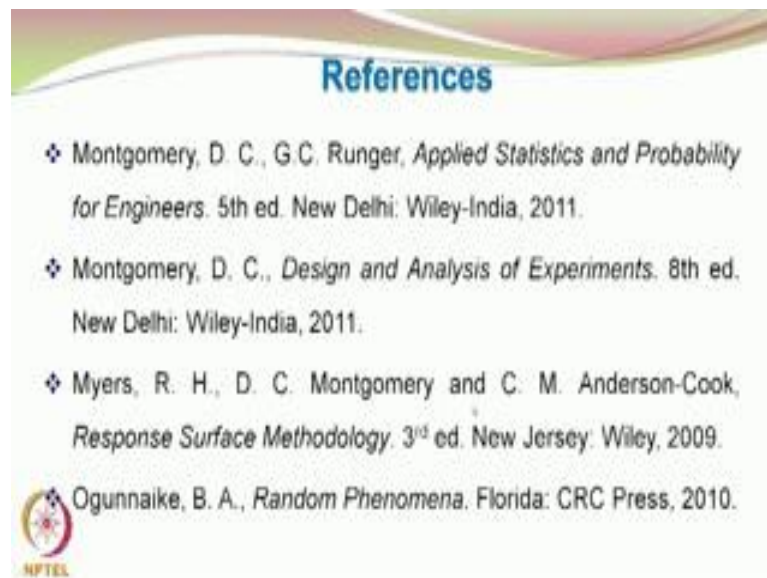 References
❖ Montgomery, D. C., G.C. Runger, Applied Statistics and Probability
for Engineers. 5th ed. New Delhi: Wiley-India, 2011.
❖ Montgomery, D. C., Design and Analysis of Experiments. 8th ed.
New Delhi: Wiley-India, 2011.
❖ Myers, R. H., D. C. Montgomery and C. M. Anderson-Cook,
Response Surface Methodology. 3rd ed. New Jersey: Wiley, 2009.
❖ Ogunnaike, B. A., Random Phenomena. Florida: CRC Press, 2010.
NPTEL